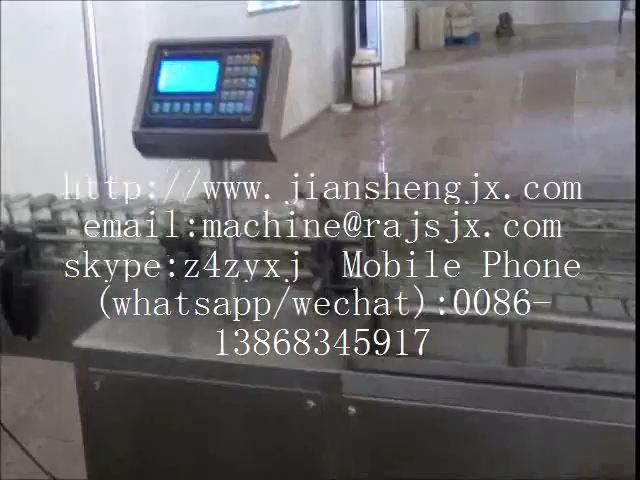 http://www.jianshengjx.com
email:machine@rajsjx.com
skype:z4zyxj Mobile Phone
(whatsapp/wechat):0086-
13868345917